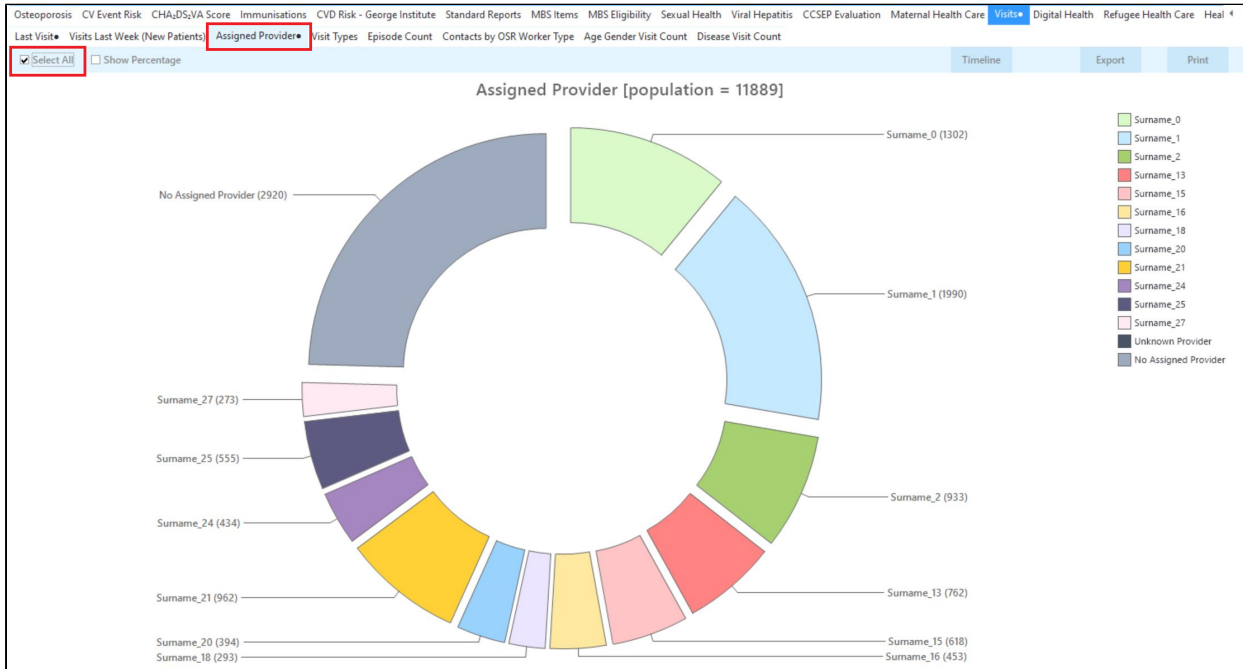 Osteoporosis CV Event Risk CHA₂DS₂VA Score Immunisations CVD Risk - George Institute Standard Reports MBS Items MBS Eligibility Sexual Health Viral Hepatitis CCSEP Evaluation Maternal Health Care Visits• Digital Health Refugee Health Care Heal
Last Visit• Visits Last Week (New Patients) Assigned Provider• Visit Types Episode Count Contacts by OSR Worker Type Age Gender Visit Count Disease Visit Count
Select All Show Percentage Timeline Export Print
Assigned Provider [population = 11889]
Surname_0
Surname_1
Surname_2
Surname_13
Surname_15
Surname_16
Surname_18
Surname_20
Surname_21
Surname_24
Surname_25
Surname_27
Unknown Provider
No Assigned Provider
Surname_0 (1302)
No Assigned Provider (2920)
Surname_1 (1990)
Surname_27 (273)
Surname_25 (555)
Surname_2 (933)
Surname_24 (434)
Surname_13 (762)
Surname_21 (962)
Surname_20 (394)
Surname_15 (618)
Surname_18 (293)
Surname_16 (453)